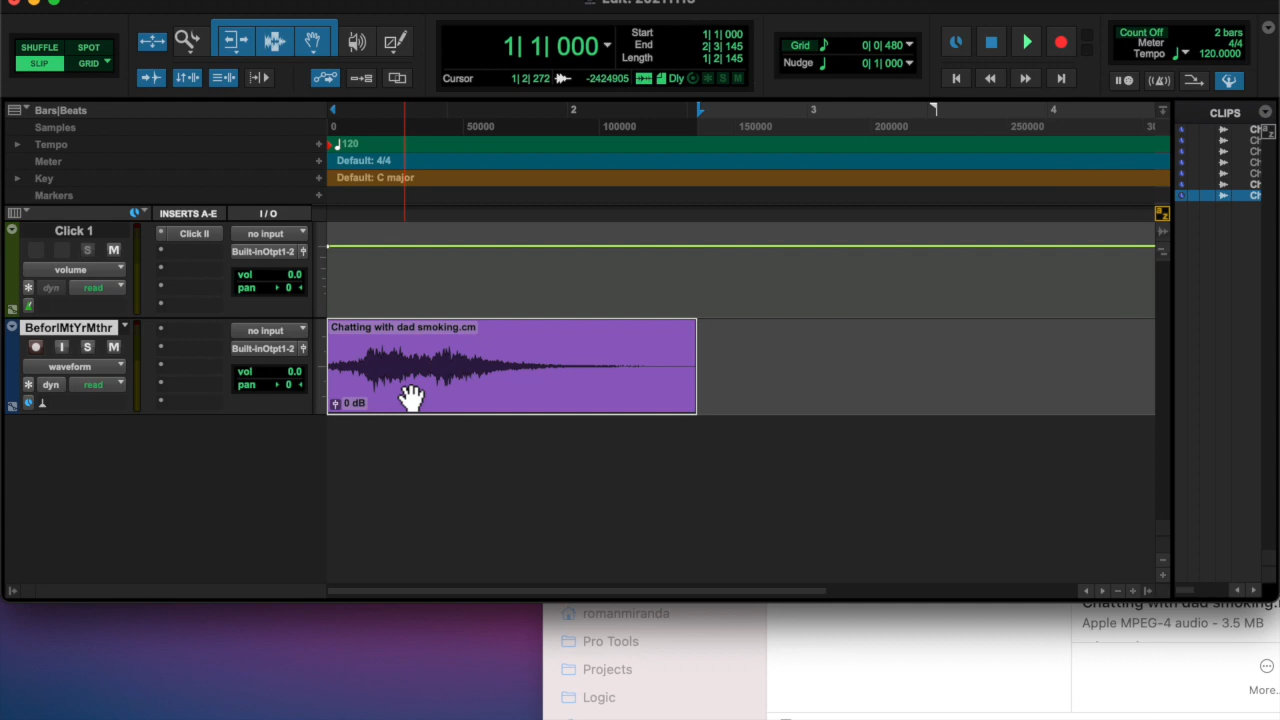 SHUFFLE SPOT
SLIP GRID
1| 1| 000
Start 1| 1| 000
End 2| 3| 145
Length 1| 2| 145
Cursor 1| 2| 272 -2424905 Dly S M
Grid 0| 0| 480
Nudge 0| 1| 000
Count Off 2 bars
Meter 4/4
Tempo 120.0000
Bars|Beats 2 3 4
Samples 0 50000 100000 150000 200000 250000
Tempo 120
Meter Default: 4/4
Key Default: C major
Markers
CLIPS
INSERTS A-E I / O
Click 1 Click II no input
S M Built-inOtpt1-2
volume vol 0.0
dyn read pan 0
BeforIMtYrMthr no input
I S M Built-inOtpt1-2
waveform vol 0.0
dyn read pan 0
Chatting with dad smoking.cm
0 dB
romanmiranda
Pro Tools
Projects
Logic
Chatting with dad smoking.
Apple MPEG-4 audio - 3.5 MB
More..